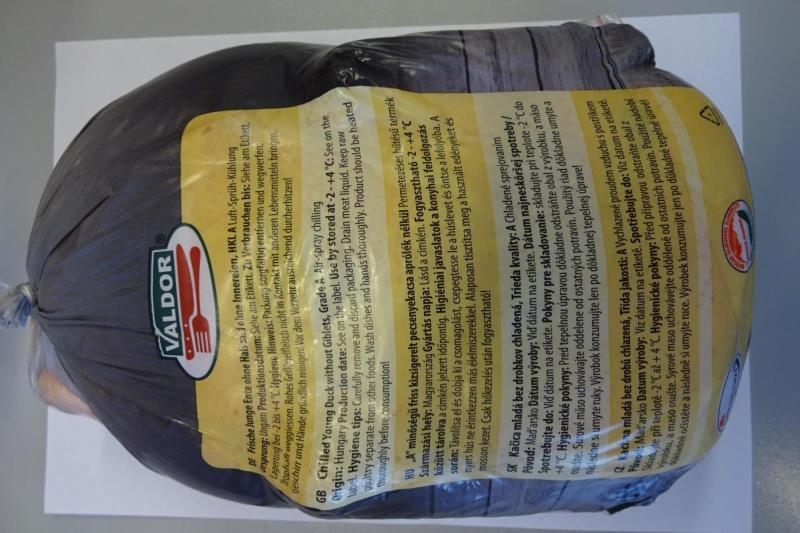 VALDOR®
DE Frische Junge Ente ohne Hals und ohne Innereien, HKL A Luft-Sprüh-Kühlung
Ursprung: Ungarn Produktionsdatum: Siehe am Etikett. Zu Verbrauchen bis: Siehe am Etikett.
Lagerung bei -2 bis +4°C. Hygiene Hinweis: Packung sorgfältig entfernen und wegwerfen.
Tropfsaft weggiessen. Rohes Geflügelfleisch nicht in Kontakt mit anderen Lebensmitteln bringen.
Geschirr und Hände gründlich reinigen. Vor dem Verzehr ausreichend durcherhitzen!
GB Chilled Young Duck without Giblets, Grade A Air-spray chilling
Origin: Hungary Production date: See on the label. Use by stored at -2 - +4 °C: See on the
label. Hygiene tips: Carefully remove and discard packaging. Drain meat liquid. Keep raw
poultry separate from other foods. Wash dishes and hands thoroughly. Product should be heated
thoroughly before consumption!
HU „A" minőségű friss kizsigerelt pecsenyekacsa aprólék nélkül Permetezéses hűtésű termék
Származási hely: Magyarország Gyártás napja: Lásd a címkén. Fogyasztható -2 - +4 °C
között tárolva a címkén jelzett időpontig. Higiéniai javaslatok a konyhai feldolgozás
során: Távolítsa el és dobja ki a csomagolást, csepegtesse le a húslevet és öntse a lefolyóba. A
nyers hús ne érintkezzen más élelmiszerekkel. Alaposan tisztítsa meg a használt edényeket és
mosson kezet. Csak hőkezelés után fogyasztható!
SK Kačica mladá bez drobkov chladená, Trieda kvality: A Chladené sprejovaním
Pôvod: Maďarsko Dátum výroby: Viď dátum na etikete. Dátum najneskoršej spotreby /
Spotrebujte do: Viď dátum na etikete. Pokyny pre skladovanie: skladujte pri teplote -2 °C do
+4 °C. Hygienické pokyny: Pred tepelnou úpravou dôkladne odstráňte obal z výrobku, a mäso
osušte. Surové mäso uchovávajte oddelene od ostatných potravín. Použitý riad dôkladne umyte a
následne si umyte ruky. Výrobok konzumujte len po dôkladnej tepelnej úprave!
CZ Kachna mladá bez drobů chlazená, Třída jakosti: A Vychlazené proudem vzduchu s postřikem
Původ: Maďarsko Datum výroby: Viz datum na etiketě. Spotřebujte do: Viz datum na etiketě.
Skladujte při teplotě -2 °C až + 4 °C. Hygienické pokyny: Před přípravou odstraňte obal z
výrobku, a maso osušte. Syrové maso uchovávejte odděleně od ostatních potravin. Použité nádobí
důkladně očistěte a následně si umyjte ruce. Výrobek konzumujte jen po důkladné tepelné úpravě!